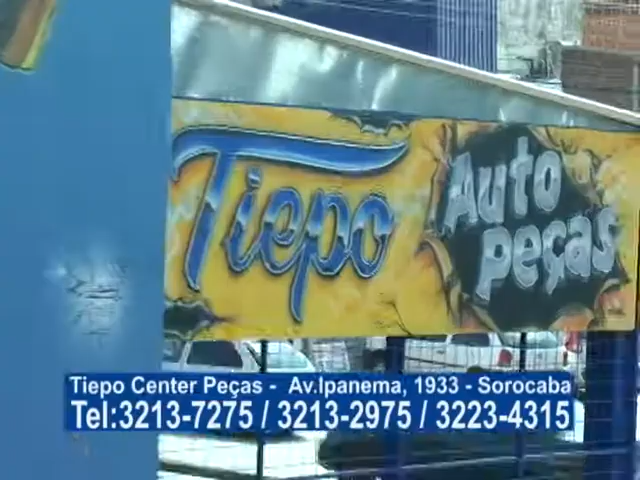 Tiepo
Auto
peças
Tiepo Center Peças - Av.Ipanema, 1933 - Sorocaba
Tel:3213-7275 / 3213-2975 / 3223-4315